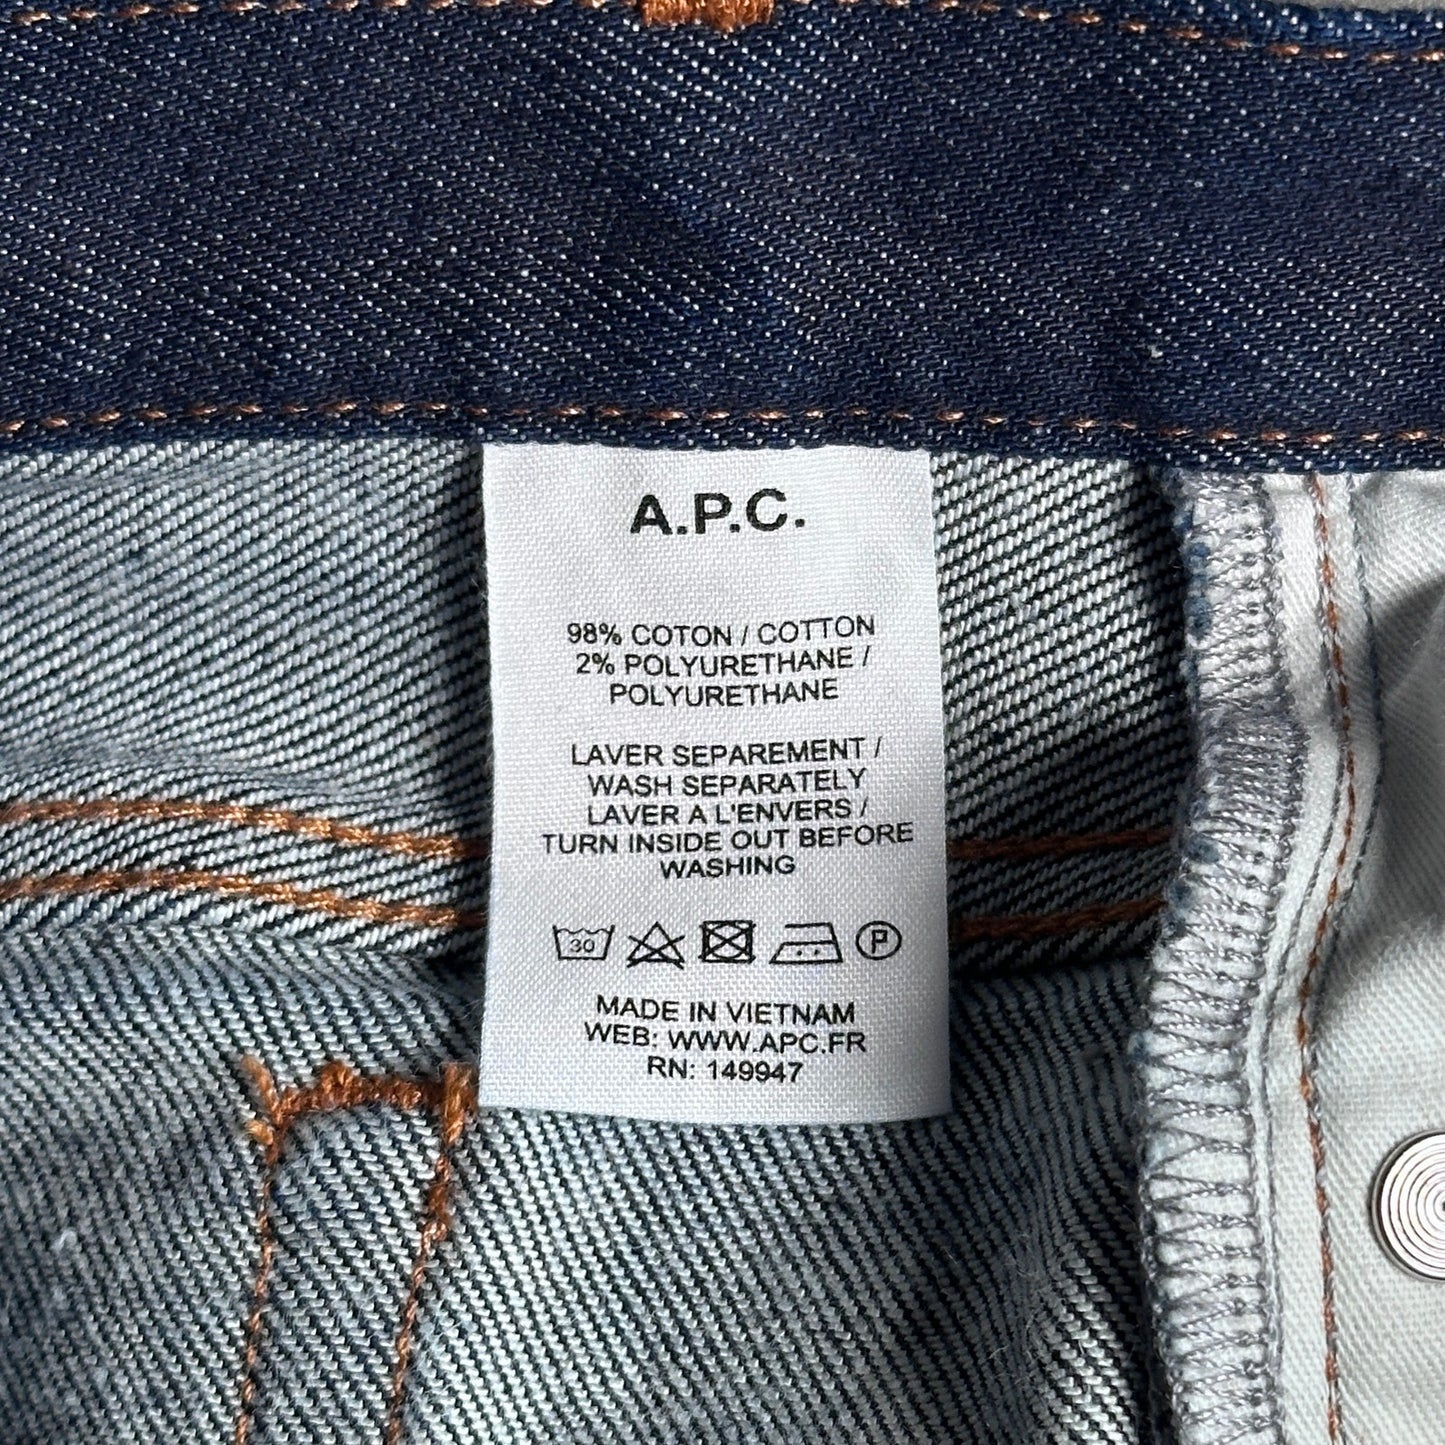 A.P.C.
98% COTON / COTTON
2% POLYURETHANE /
POLYURETHANE
LAVER SEPAREMENT /
WASH SEPARATELY
LAVER A L'ENVERS /
TURN INSIDE OUT BEFORE
WASHING
30 P
MADE IN VIETNAM
WEB: WWW.APC.FR
RN: 149947